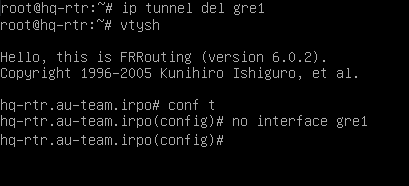 root@hq-rtr:~# ip tunnel del gre1
root@hq-rtr:~# vtysh
Hello, this is FRRouting (version 6.0.2).
Copyright 1996-2005 Kunihiro Ishiguro, et al.
hq-rtr.au-team.irpo# conf t
hq-rtr.au-team.irpo(config)# no interface gre1
hq-rtr.au-team.irpo(config)#